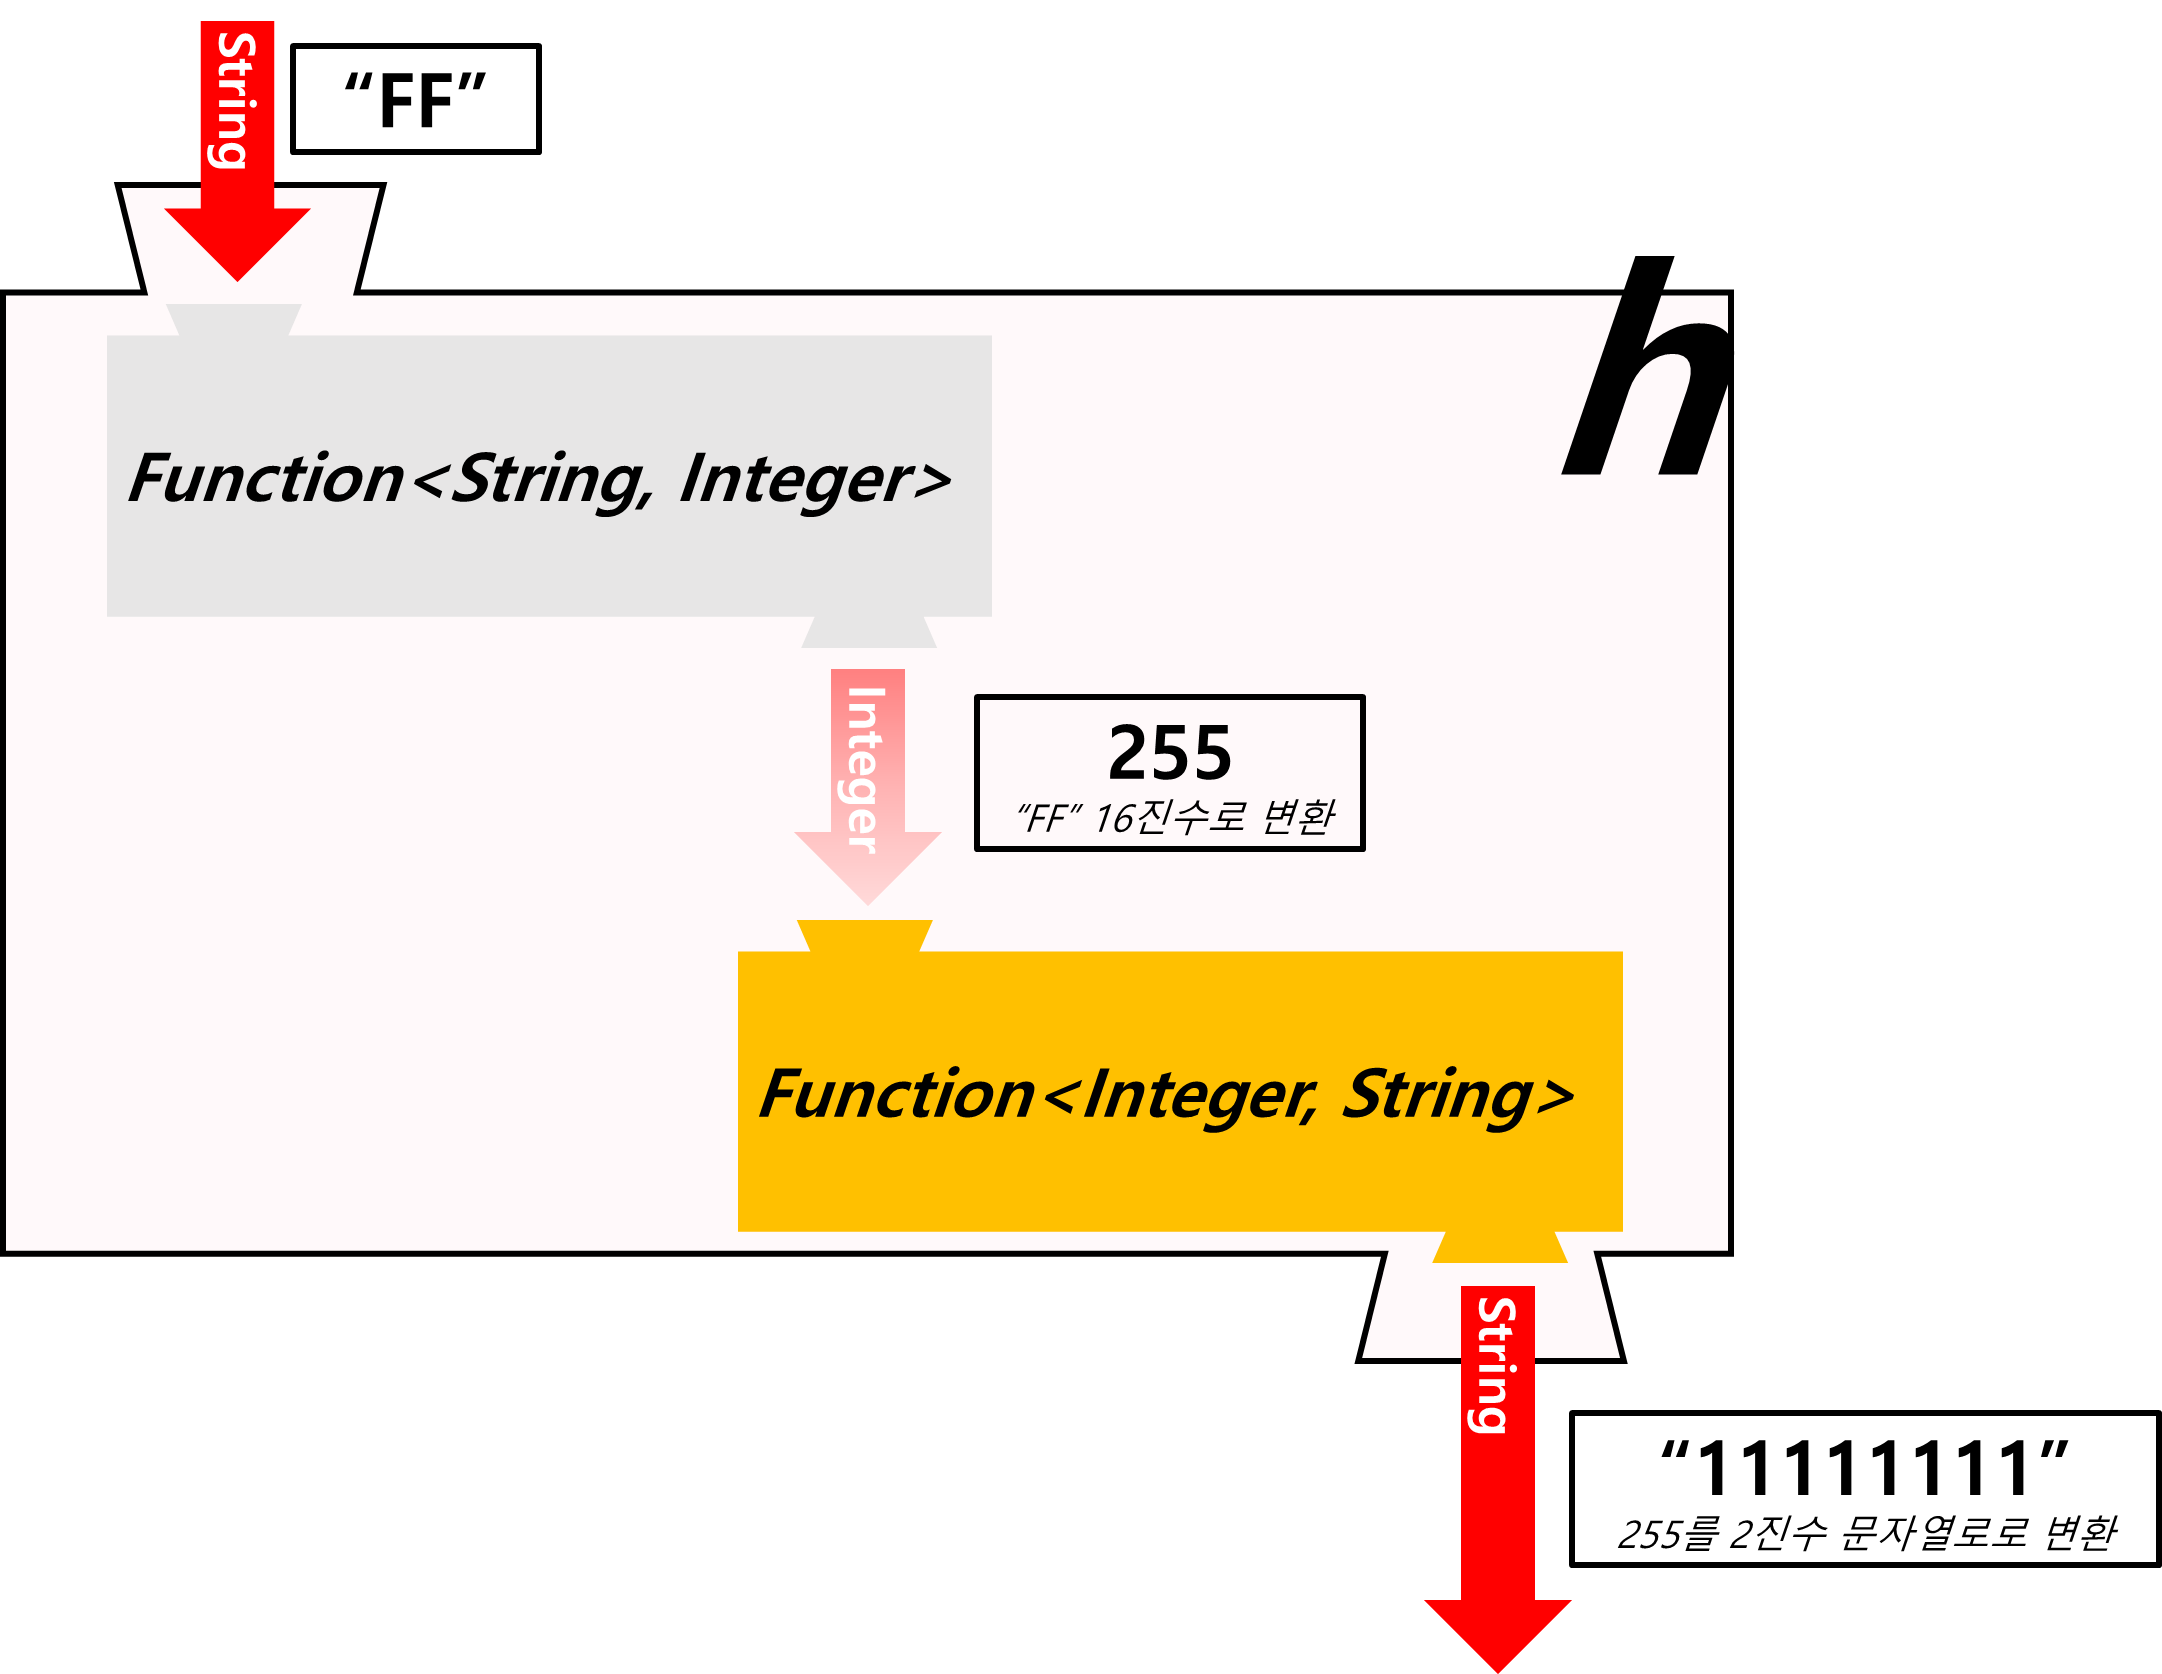 String
“FF”
h
Function<String, Integer>
Integer
255
“FF” 16진수로 변환
Function<Integer, String>
String
“11111111”
255를 2진수 문자열로로 변환